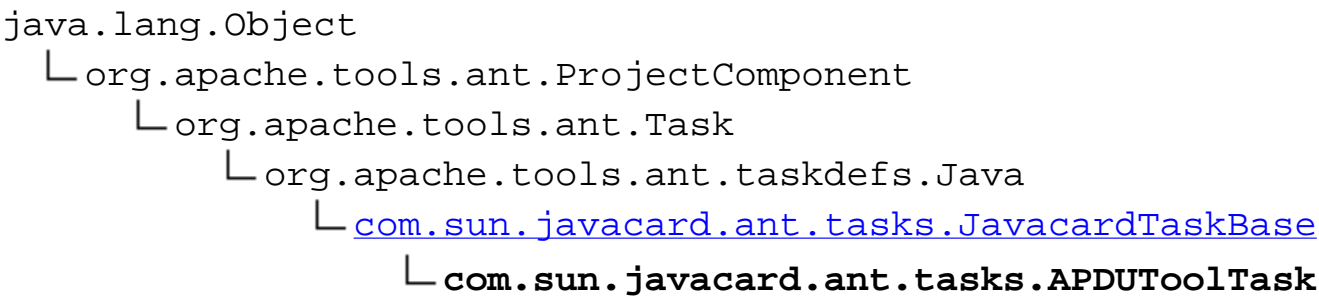 java.lang.Object
org.apache.tools.ant.ProjectComponent
org.apache.tools.ant.Task
org.apache.tools.ant.taskdefs.Java
com.sun.javacard.ant.tasks.JavacardTaskBase
com.sun.javacard.ant.tasks.APDUToolTask